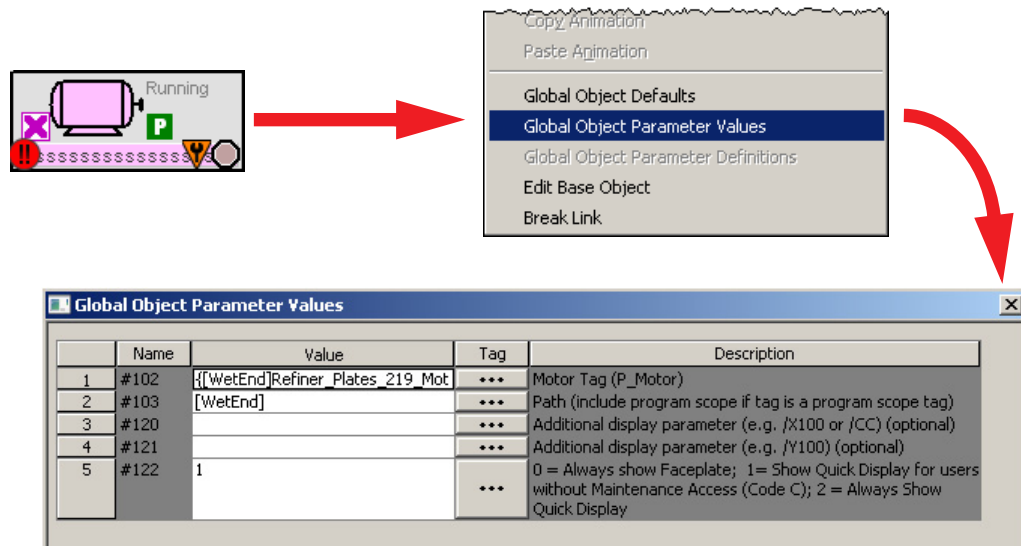 Running
P
!!
sssssssssssss
Copy Animation
Paste Animation
Global Object Defaults
Global Object Parameter Values
Global Object Parameter Definitions
Edit Base Object
Break Link
Global Object Parameter Values
Name Value Tag Description
1 #102 {[WetEnd]Refiner_Plates_219_Mot ••• Motor Tag (P_Motor)
2 #103 [WetEnd] ••• Path (include program scope if tag is a program scope tag)
3 #120 ••• Additional display parameter (e.g. /X100 or /CC) (optional)
4 #121 ••• Additional display parameter (e.g. /Y100) (optional)
5 #122 1 ••• 0 = Always show Faceplate; 1= Show Quick Display for users
without Maintenance Access (Code C); 2 = Always Show
Quick Display